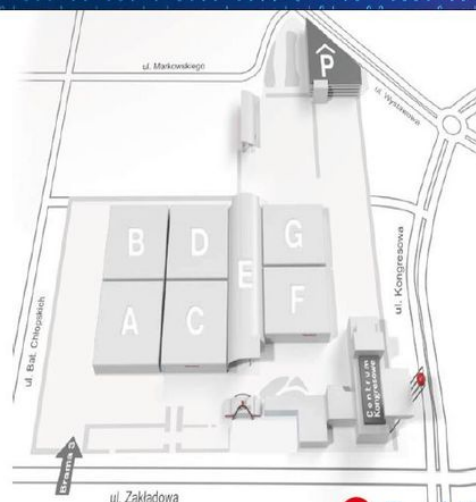 ul. Markowskiego
P
ul. Wystawowa
B
D
G
E
A
C
F
ul. Bat. Chłopskich
ul. Kongresowa
Centrum
Kongresowe
Brama 3
ul. Zakładowa